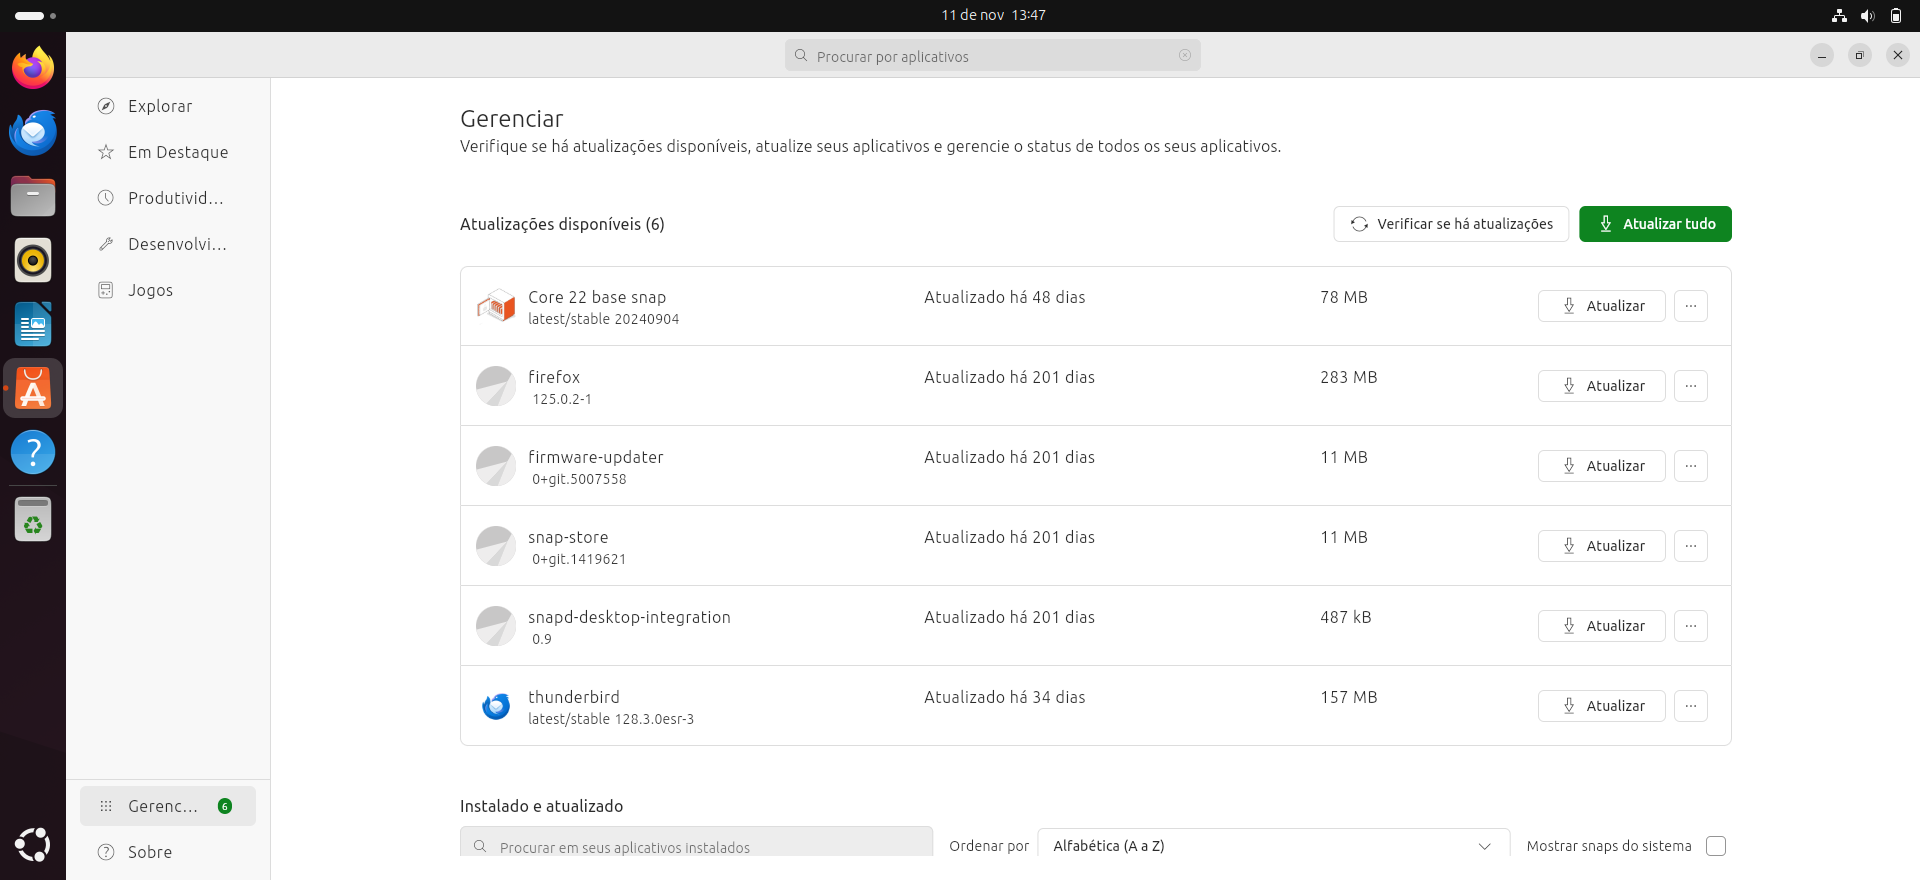 11 de nov 13:47
Procurar por aplicativos
Explorar
Em Destaque
Produtivid...
Desenvolvi...
Jogos
Gerenc...
6
Sobre
Gerenciar
Verifique se há atualizações disponíveis, atualize seus aplicativos e gerencie o status de todos os seus aplicativos.
Atualizações disponíveis (6)
Verificar se há atualizações
Atualizar tudo
Core 22 base snap
latest/stable 20240904
Atualizado há 48 dias
78 MB
Atualizar
firefox
125.0.2-1
Atualizado há 201 dias
283 MB
Atualizar
firmware-updater
0+git.5007558
Atualizado há 201 dias
11 MB
Atualizar
snap-store
0+git.1419621
Atualizado há 201 dias
11 MB
Atualizar
snapd-desktop-integration
0.9
Atualizado há 201 dias
487 kB
Atualizar
thunderbird
latest/stable 128.3.0esr-3
Atualizado há 34 dias
157 MB
Atualizar
Instalado e atualizado
Procurar em seus aplicativos instalados
Ordenar por
Alfabética (A a Z)
Mostrar snaps do sistema